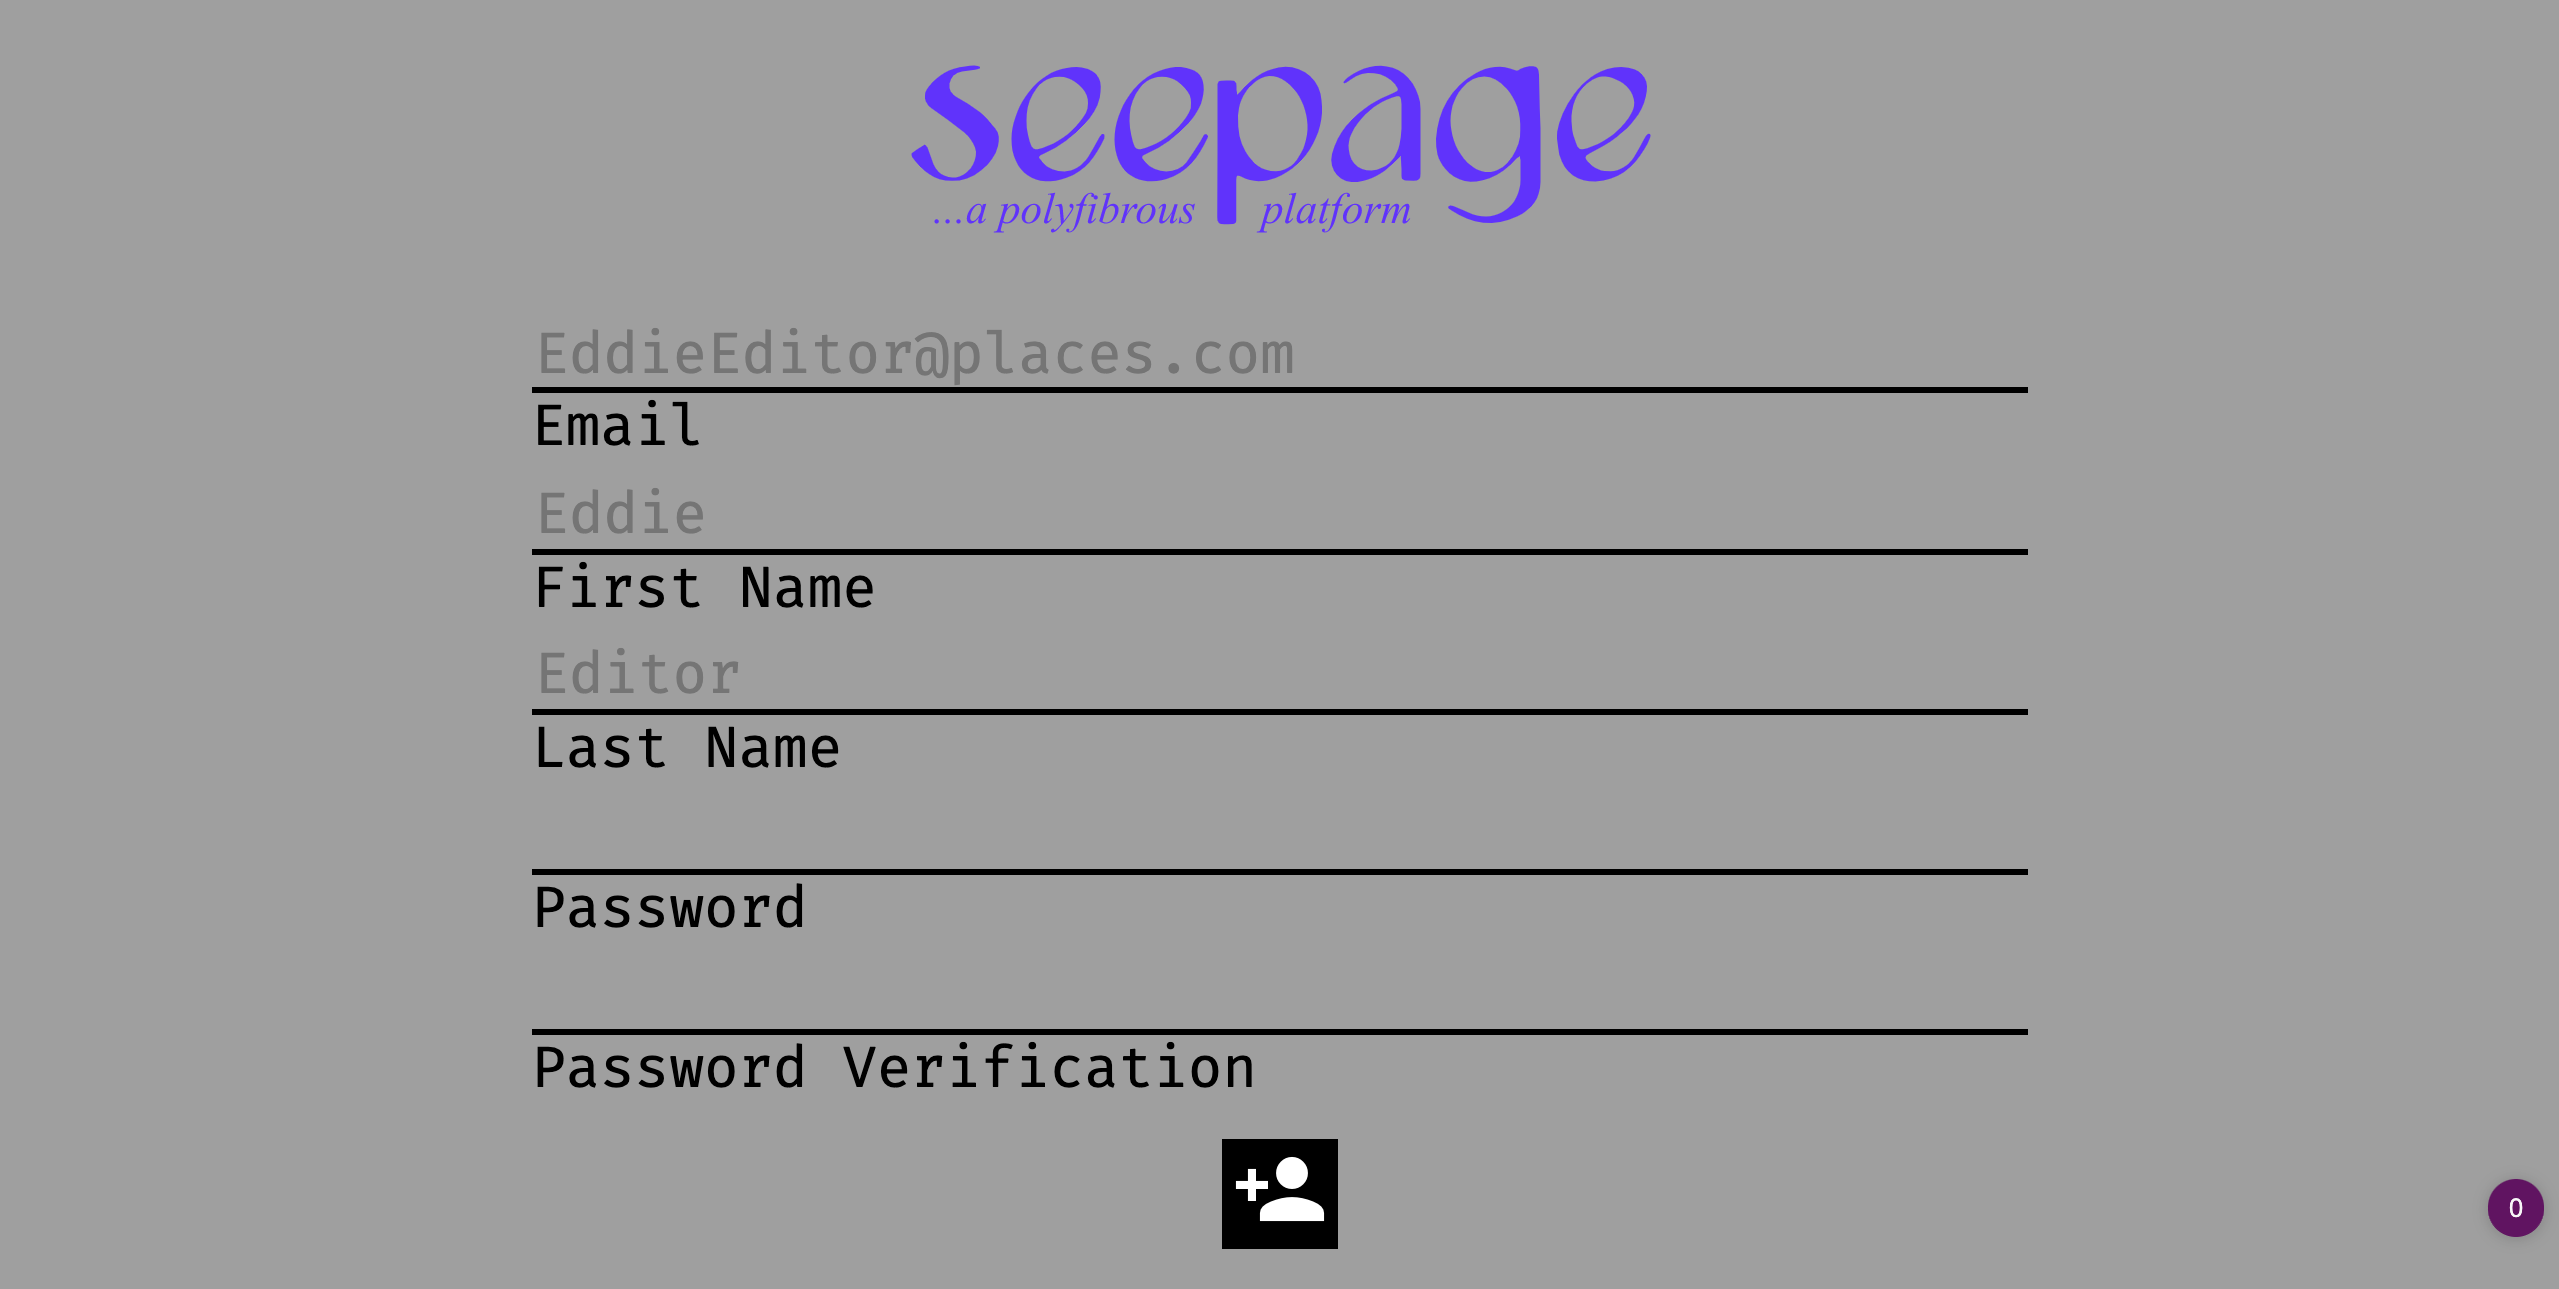 seepage
...a polyfibrous platform
EddieEditor@places.com
Email
Eddie
First Name
Editor
Last Name
Password
Password Verification
0